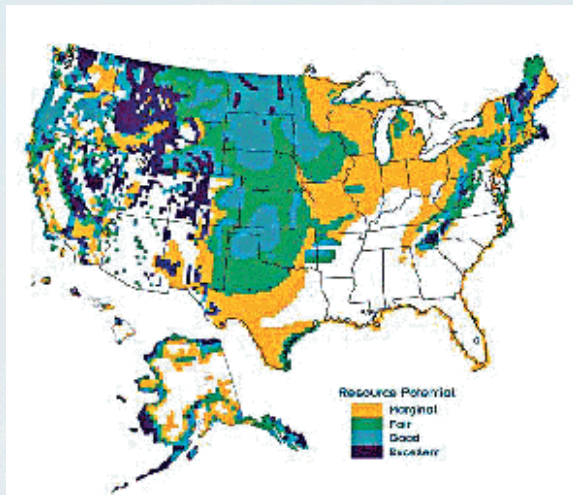 Resource Potential
Marginal
Fair
Good
Excellent